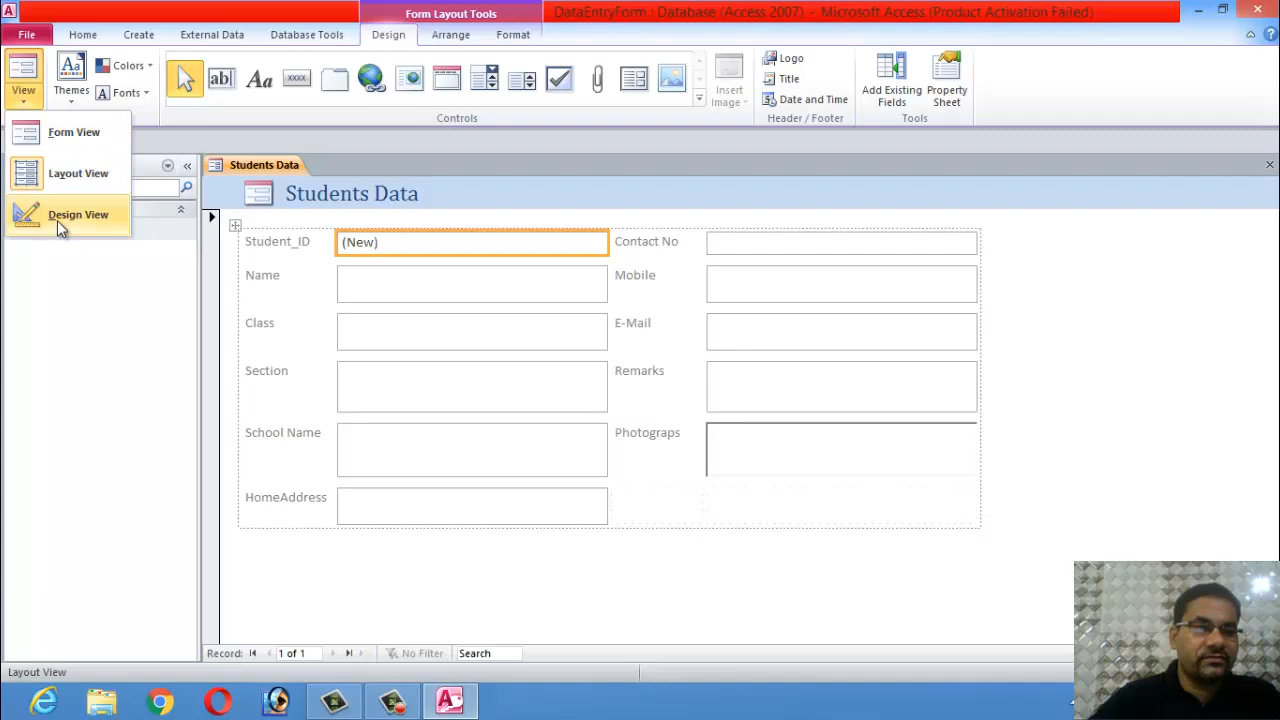 Form Layout Tools
DataEntryForm : Database (Access 2007) - Microsoft Access (Product Activation Failed)
File Home Create External Data Database Tools Design Arrange Format
View
Themes
Colors
Fonts
ab|
Aa
xxxx
Insert Image
Logo
Title
Date and Time
Add Existing Fields
Property Sheet
Controls
Header / Footer
Tools
Form View
Layout View
Design View
Students Data
Students Data
Student_ID (New) Contact No
Name Mobile
Class E-Mail
Section Remarks
School Name Photograps
HomeAddress
Record: 1 of 1 No Filter Search
Layout View